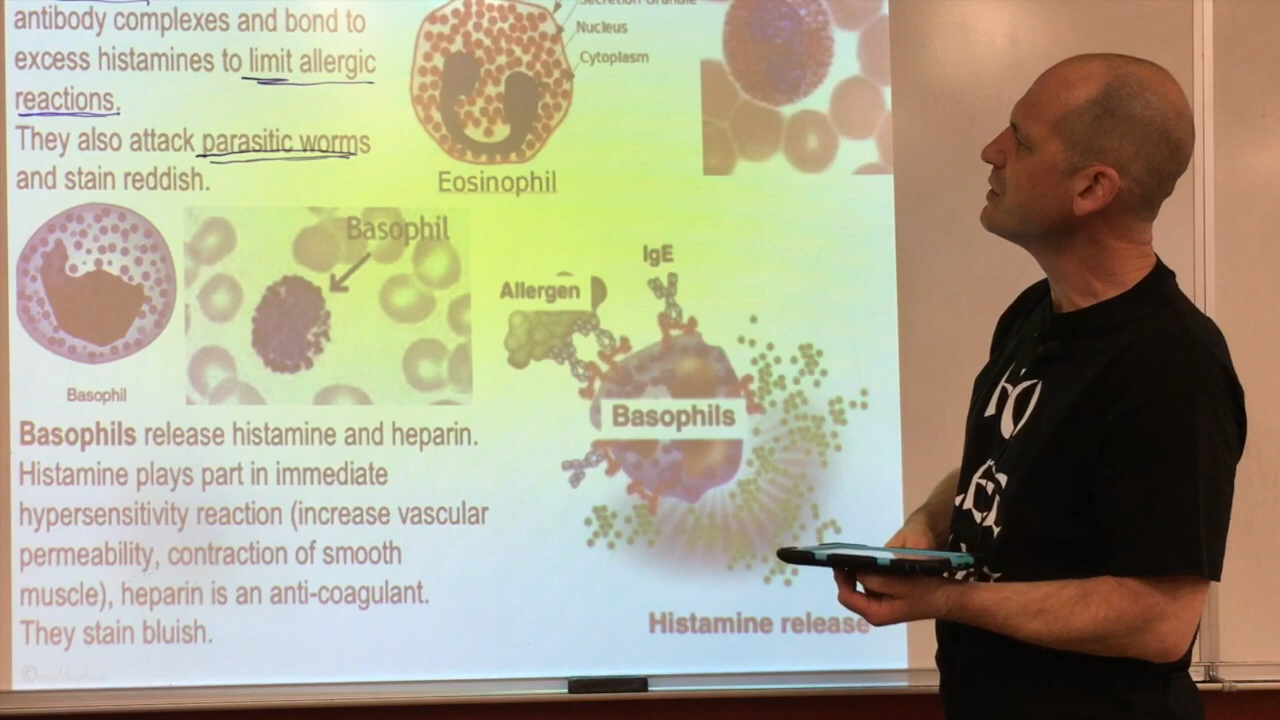 antibody complexes and bond to
excess histamines to limit allergic
reactions.
They also attack parasitic worms
and stain reddish.
Secretion Granule
Nucleus
Cytoplasm
Eosinophil
Basophil
Basophil
Basophils release histamine and heparin.
Histamine plays part in immediate
hypersensitivity reaction (increase vascular
permeability, contraction of smooth
muscle), heparin is an anti-coagulant.
They stain bluish.
IgE
Allergen
Basophils
Histamine release